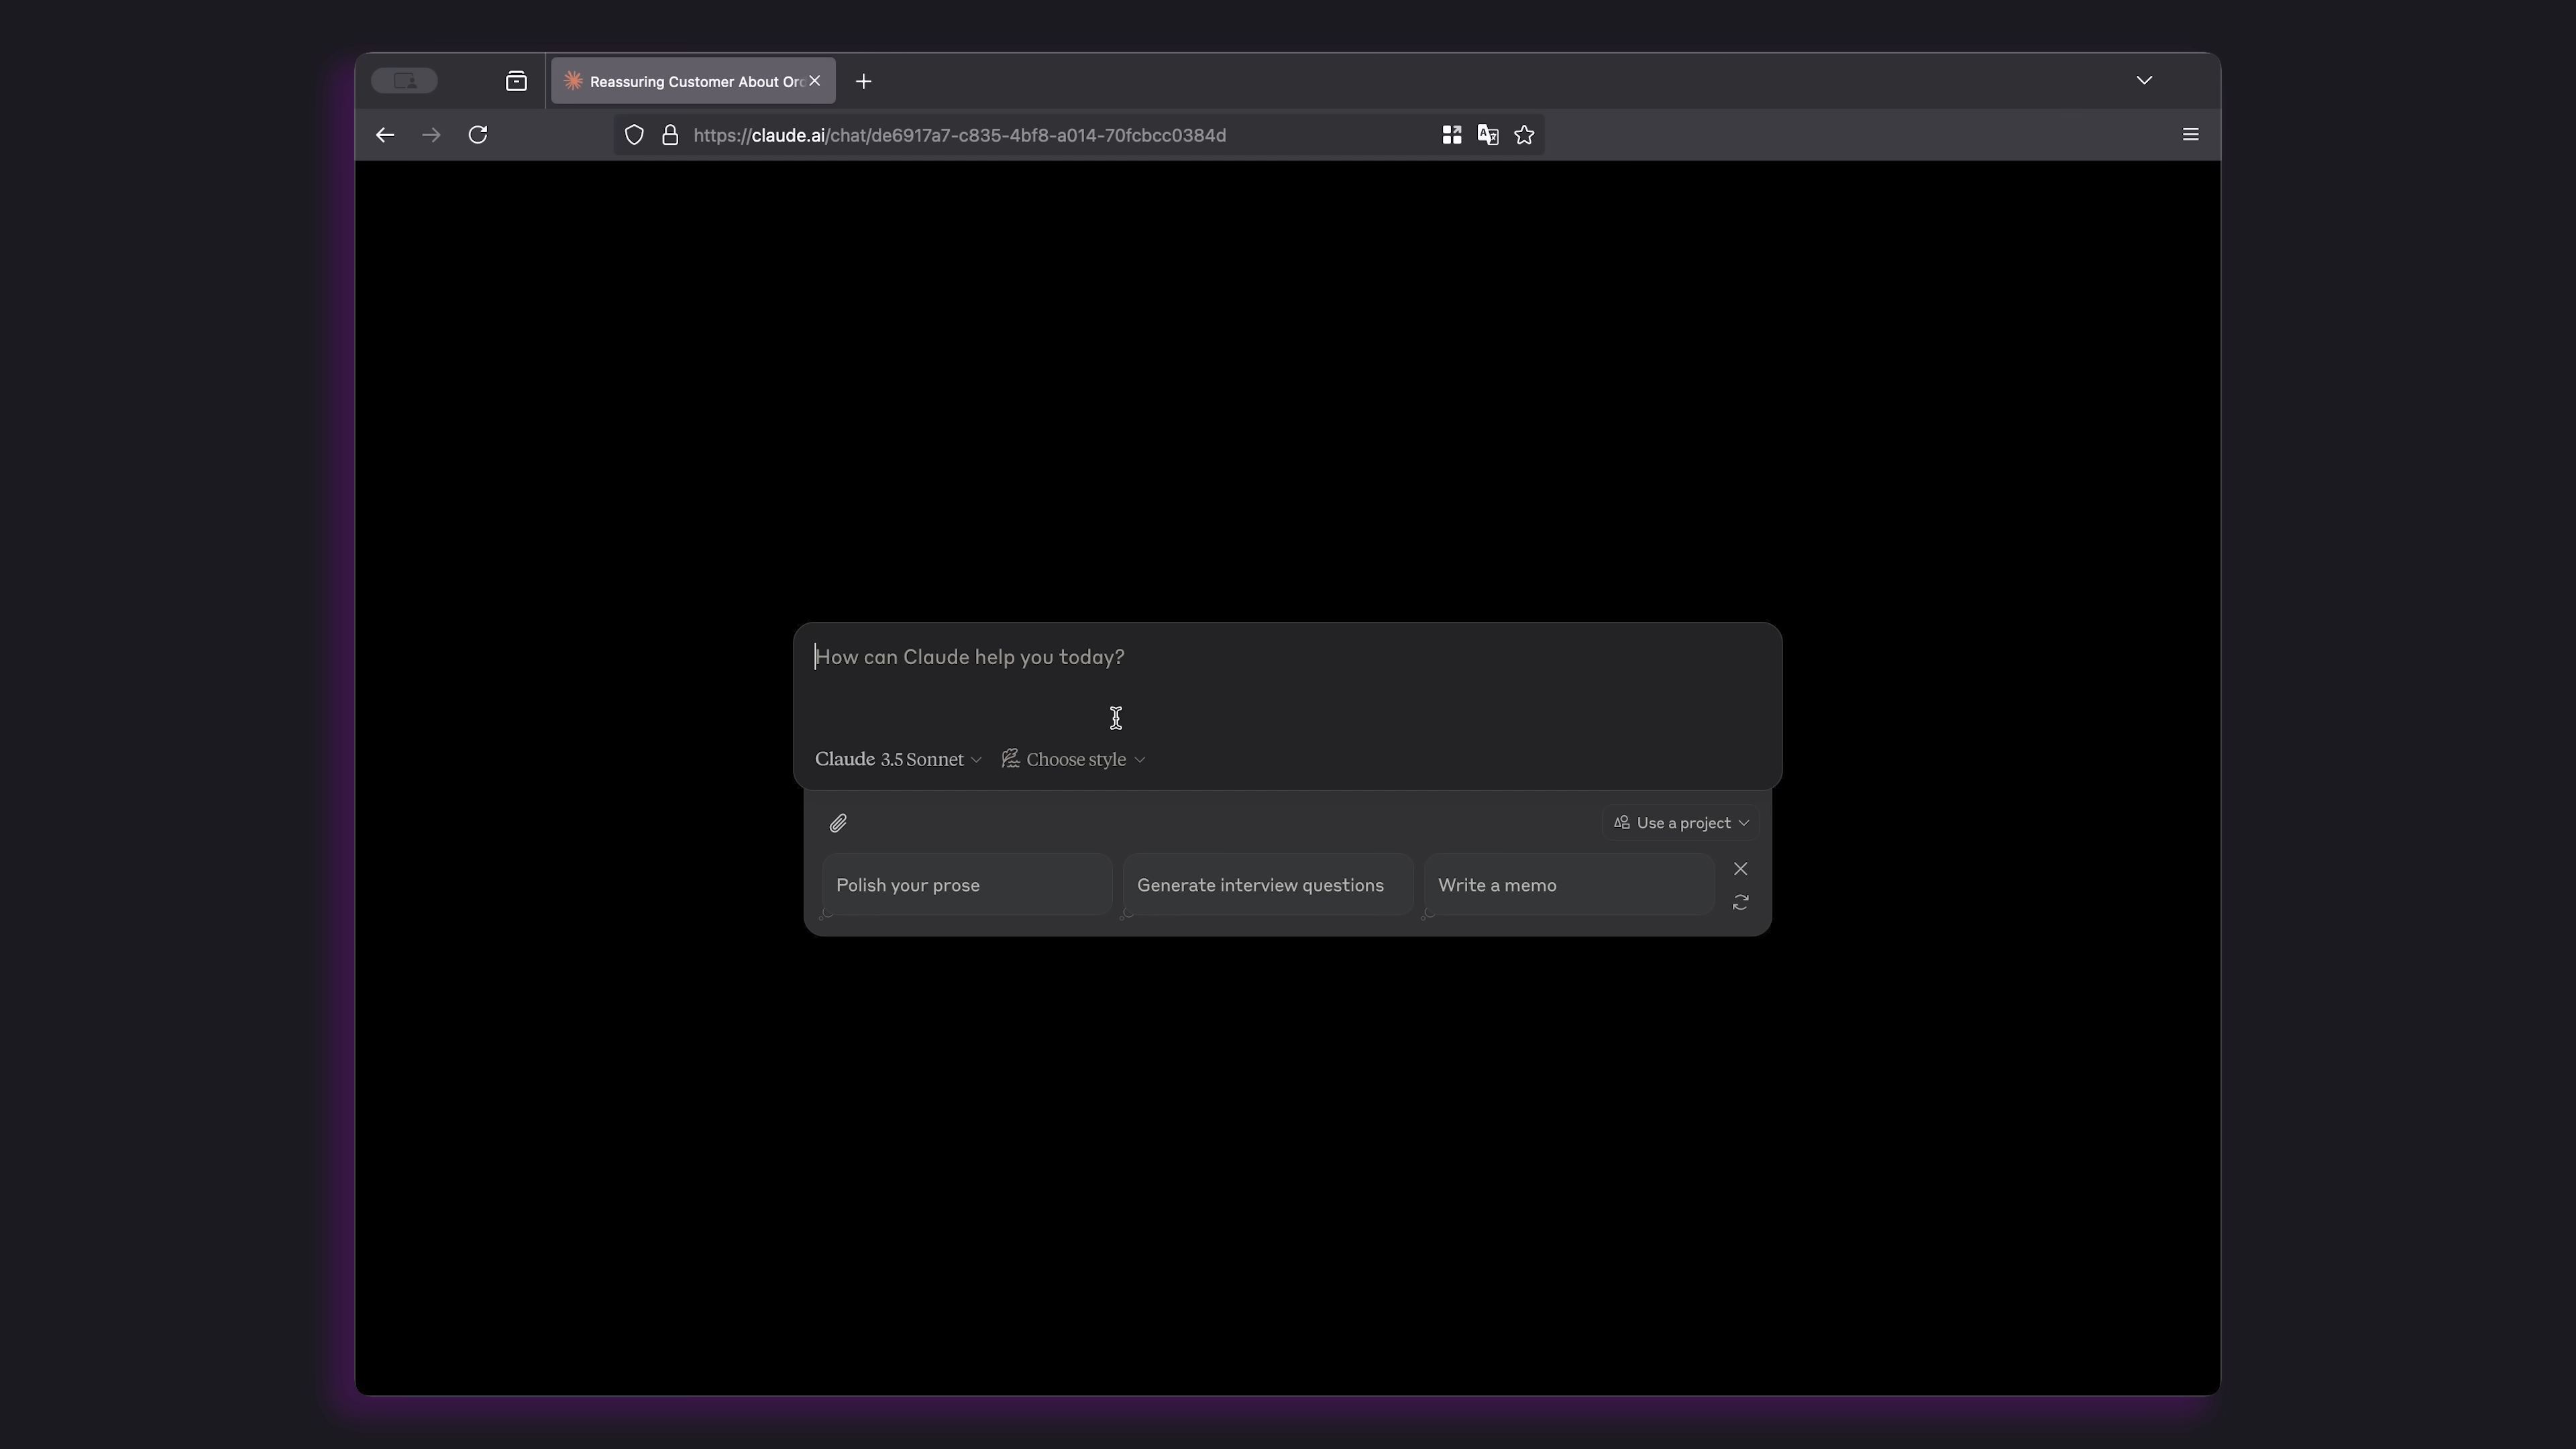 Reassuring Customer About Orc
https://claude.ai/chat/de6917a7-c835-4bf8-a014-70fcbcc0384d
How can Claude help you today?
Claude 3.5 Sonnet
Choose style
Use a project
Polish your prose
Generate interview questions
Write a memo